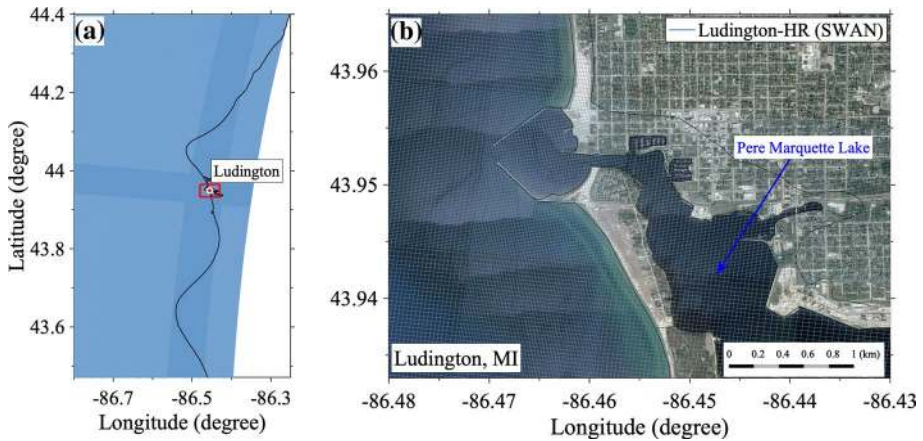 (a)
Ludington
44.4
44.2
44
43.8
43.6
Latitude (degree)
-86.7
-86.5
-86.3
Longitude (degree)
(b)
Ludington-HR (SWAN)
Pere Marquette Lake
Ludington, MI
0 0.2 0.4 0.6 0.8 1 (km)
43.96
43.95
43.94
-86.48
-86.47
-86.46
-86.45
-86.44
-86.43
Longitude (degree)